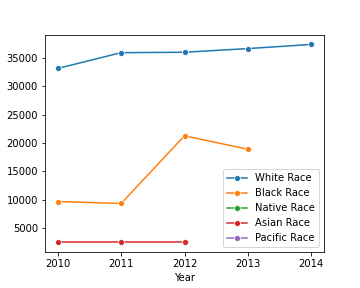 35000
30000
25000
20000
15000
10000
5000
White Race
Black Race
Native Race
Asian Race
Pacific Race
2010 2011 2012 2013 2014
Year